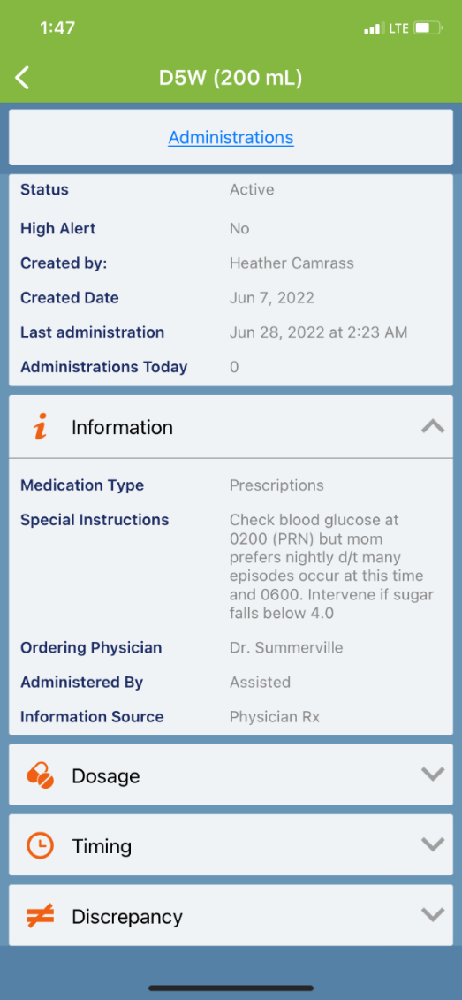 1:47
LTE
D5W (200 mL)
Administrations
Status Active
High Alert No
Created by: Heather Camrass
Created Date Jun 7, 2022
Last administration Jun 28, 2022 at 2:23 AM
Administrations Today 0
Information
Medication Type Prescriptions
Special Instructions Check blood glucose at
0200 (PRN) but mom
prefers nightly d/t many
episodes occur at this time
and 0600. Intervene if sugar
falls below 4.0
Ordering Physician Dr. Summerville
Administered By Assisted
Information Source Physician Rx
Dosage
Timing
Discrepancy